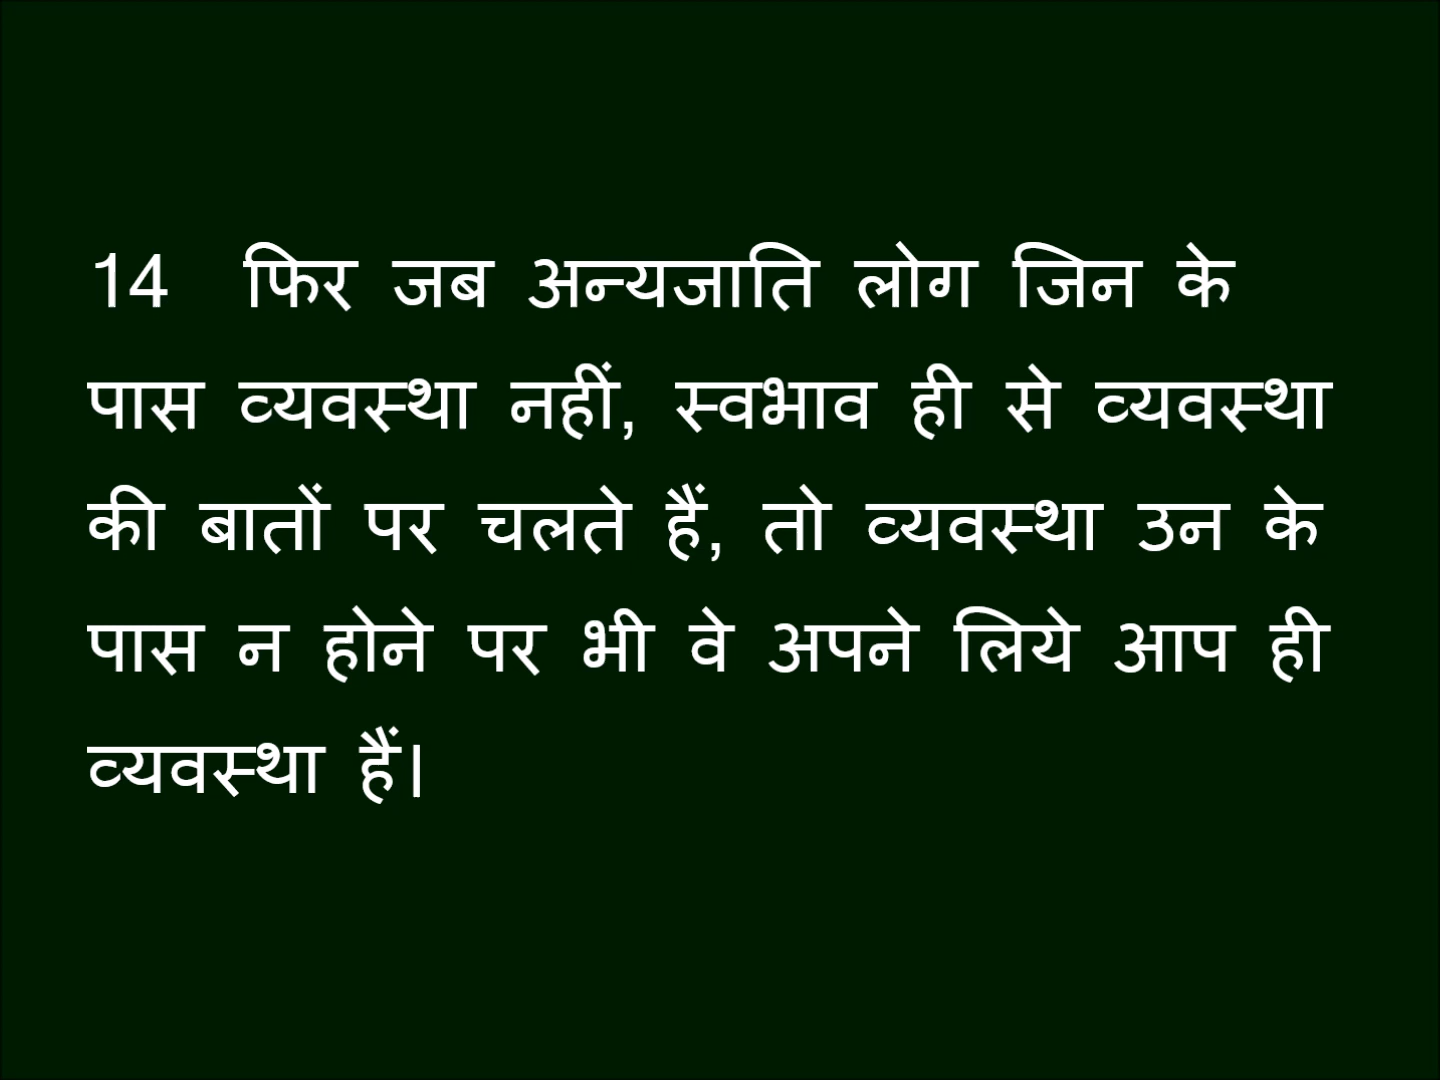 14 फिर जब अन्यजाति लोग जिन के
पास व्यवस्था नहीं, स्वभाव ही से व्यवस्था
की बातों पर चलते हैं, तो व्यवस्था उन के
पास न होने पर भी वे अपने लिये आप ही
व्यवस्था हैं।